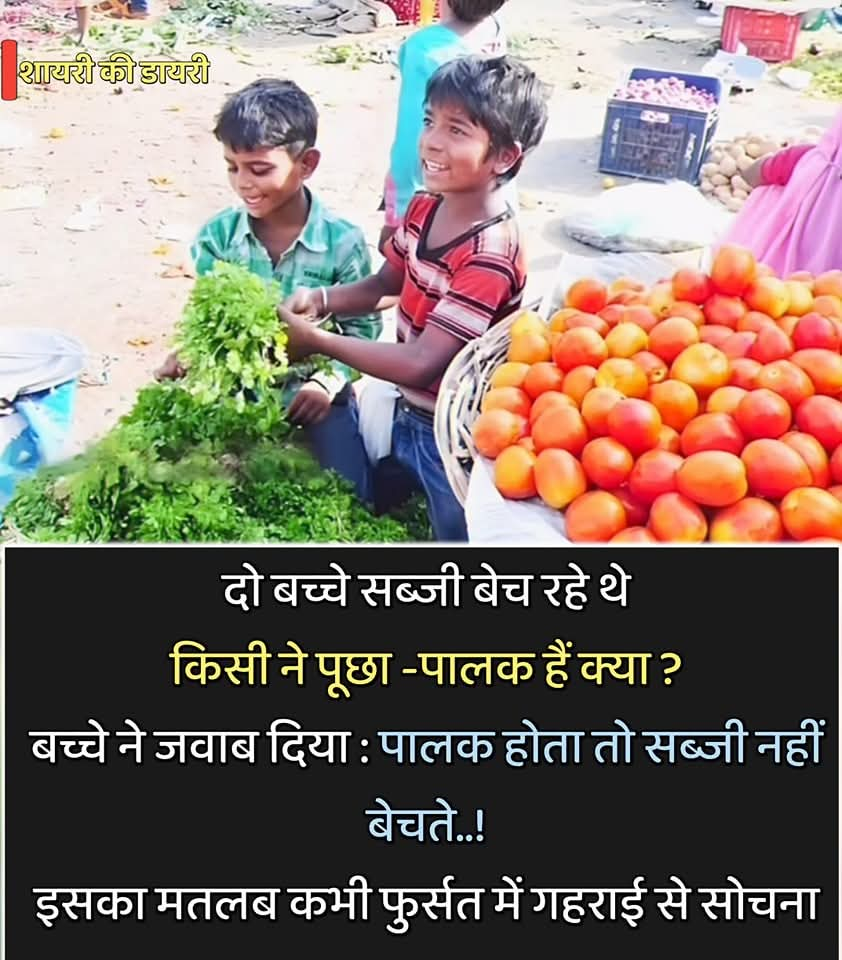 शायरी की डायरी
दो बच्चे सब्जी बेच रहे थे
किसी ने पूछा -पालक हैं क्या ?
बच्चे ने जवाब दिया : पालक होता तो सब्जी नहीं
बेचते..!
इसका मतलब कभी फुर्सत में गहराई से सोचना